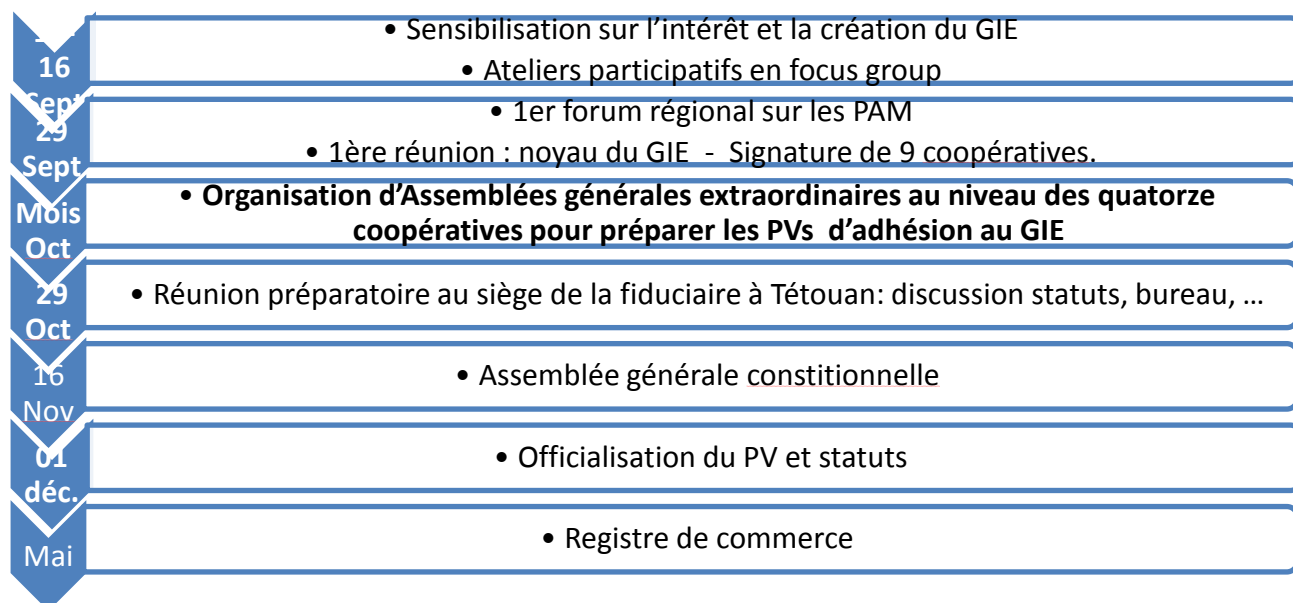 16
Sept
• Sensibilisation sur l’intérêt et la création du GIE
• Ateliers participatifs en focus group
29
Sept
• 1er forum régional sur les PAM
• 1ère réunion : noyau du GIE - Signature de 9 coopératives.
Mois
Oct
• Organisation d’Assemblées générales extraordinaires au niveau des quatorze
coopératives pour préparer les PVs d’adhésion au GIE
29
Oct
• Réunion préparatoire au siège de la fiduciaire à Tétouan: discussion statuts, bureau, …
16
Nov
• Assemblée générale constitionnelle
01
déc.
• Officialisation du PV et statuts
Mai
• Registre de commerce